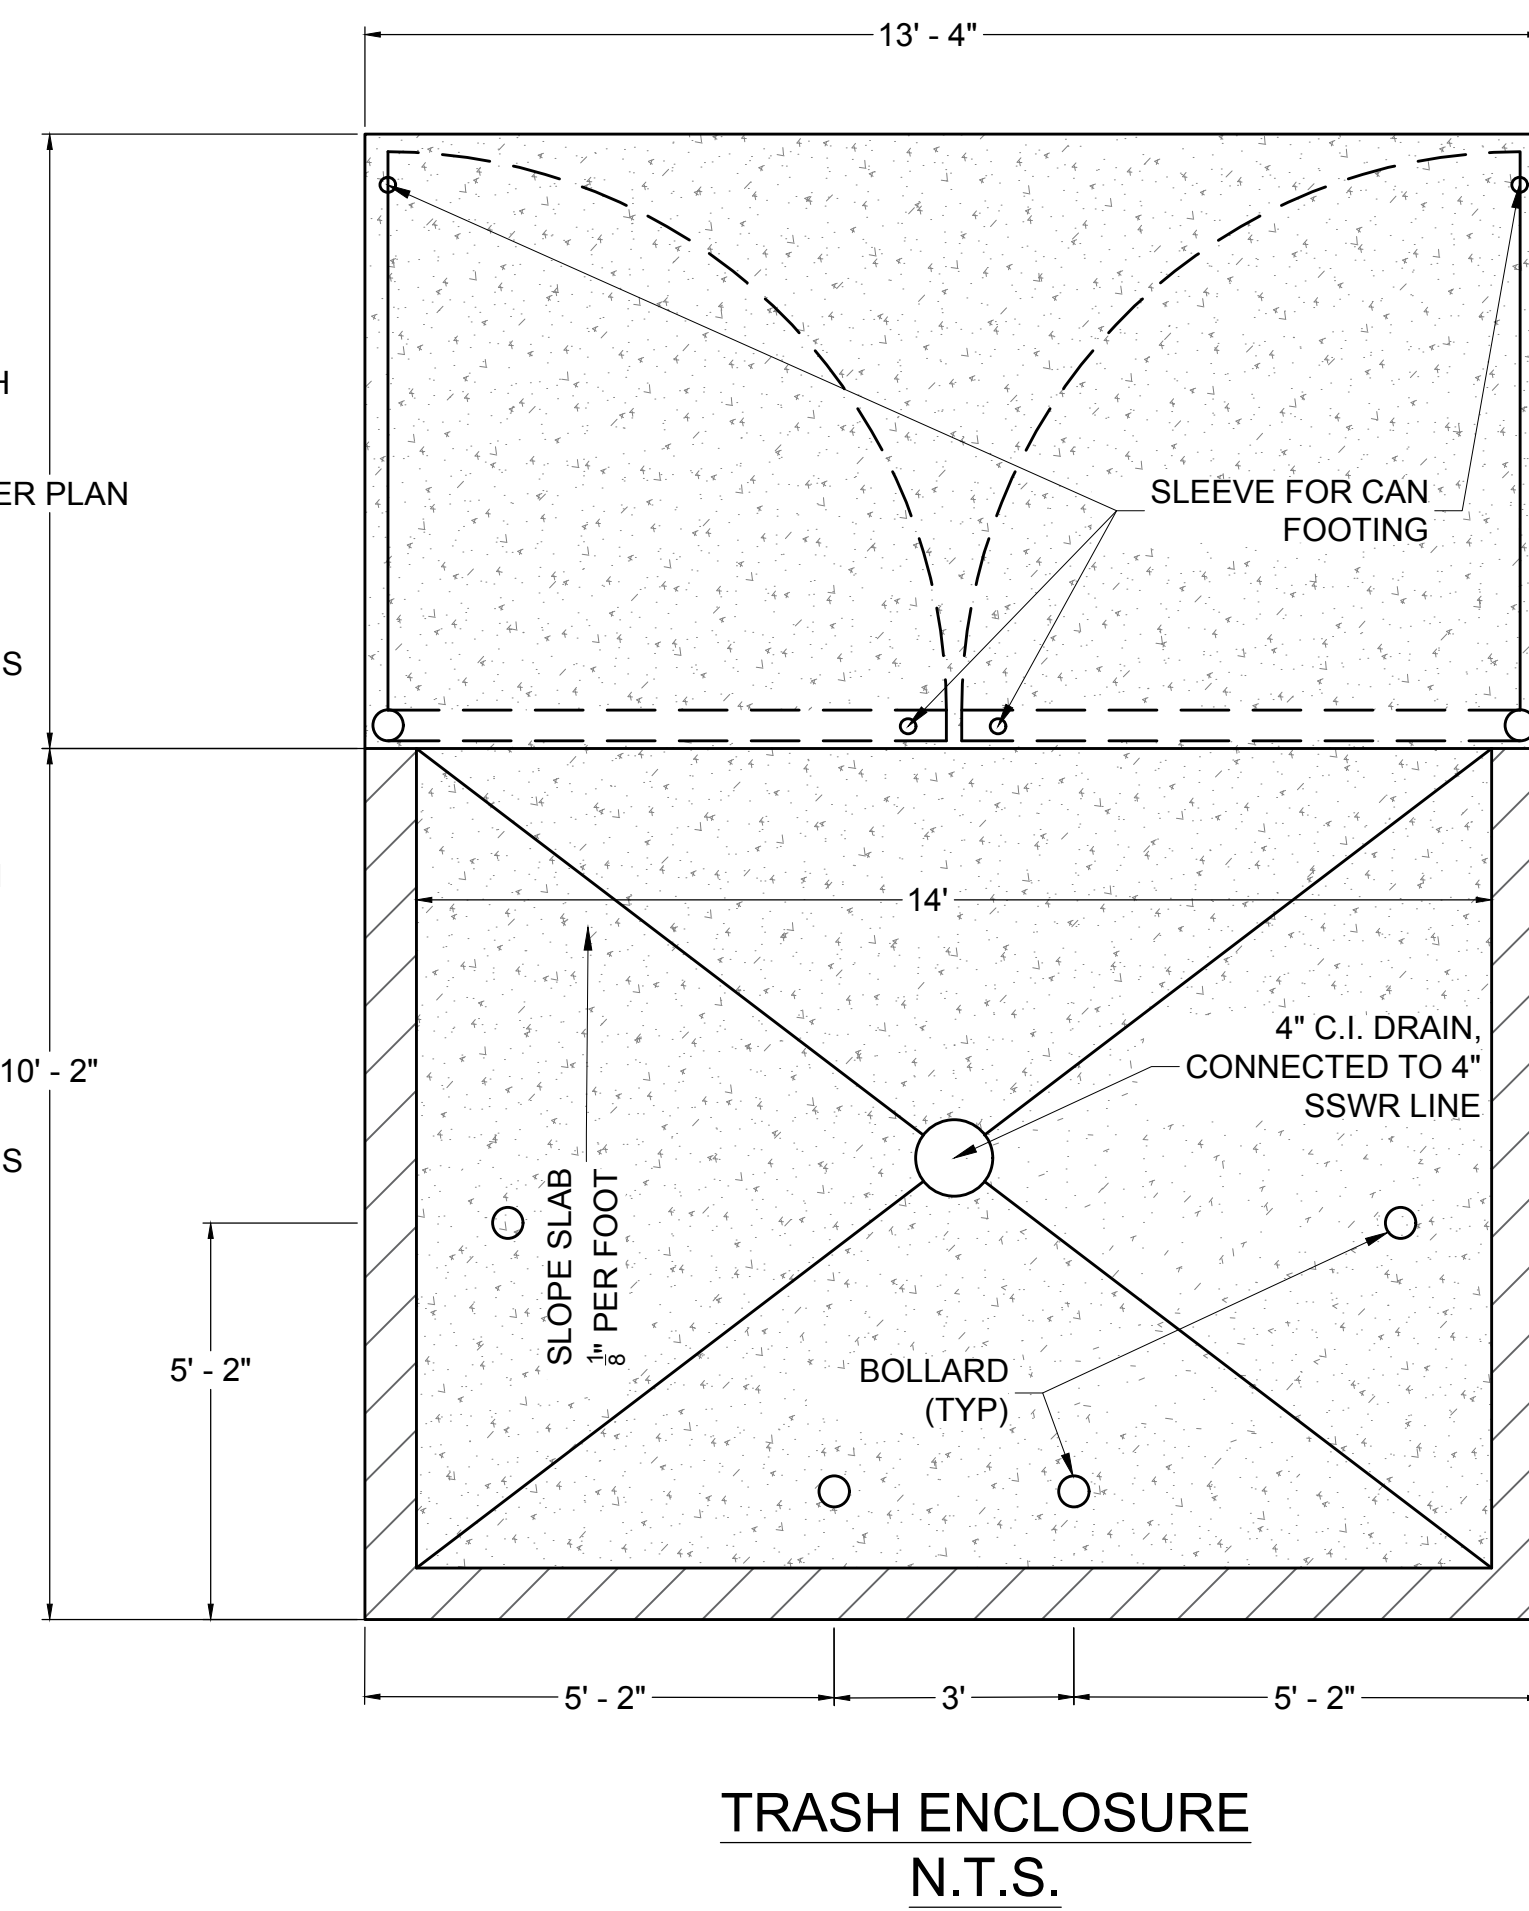 13' - 4"
H
ER PLAN
SLEEVE FOR CAN
FOOTING
S
14'
4" C.I. DRAIN,
CONNECTED TO 4"
SSWR LINE
10' - 2"
S
SLOPE SLAB
1/8" PER FOOT
5' - 2"
BOLLARD
(TYP)
5' - 2"
3'
5' - 2"
TRASH ENCLOSURE
N.T.S.